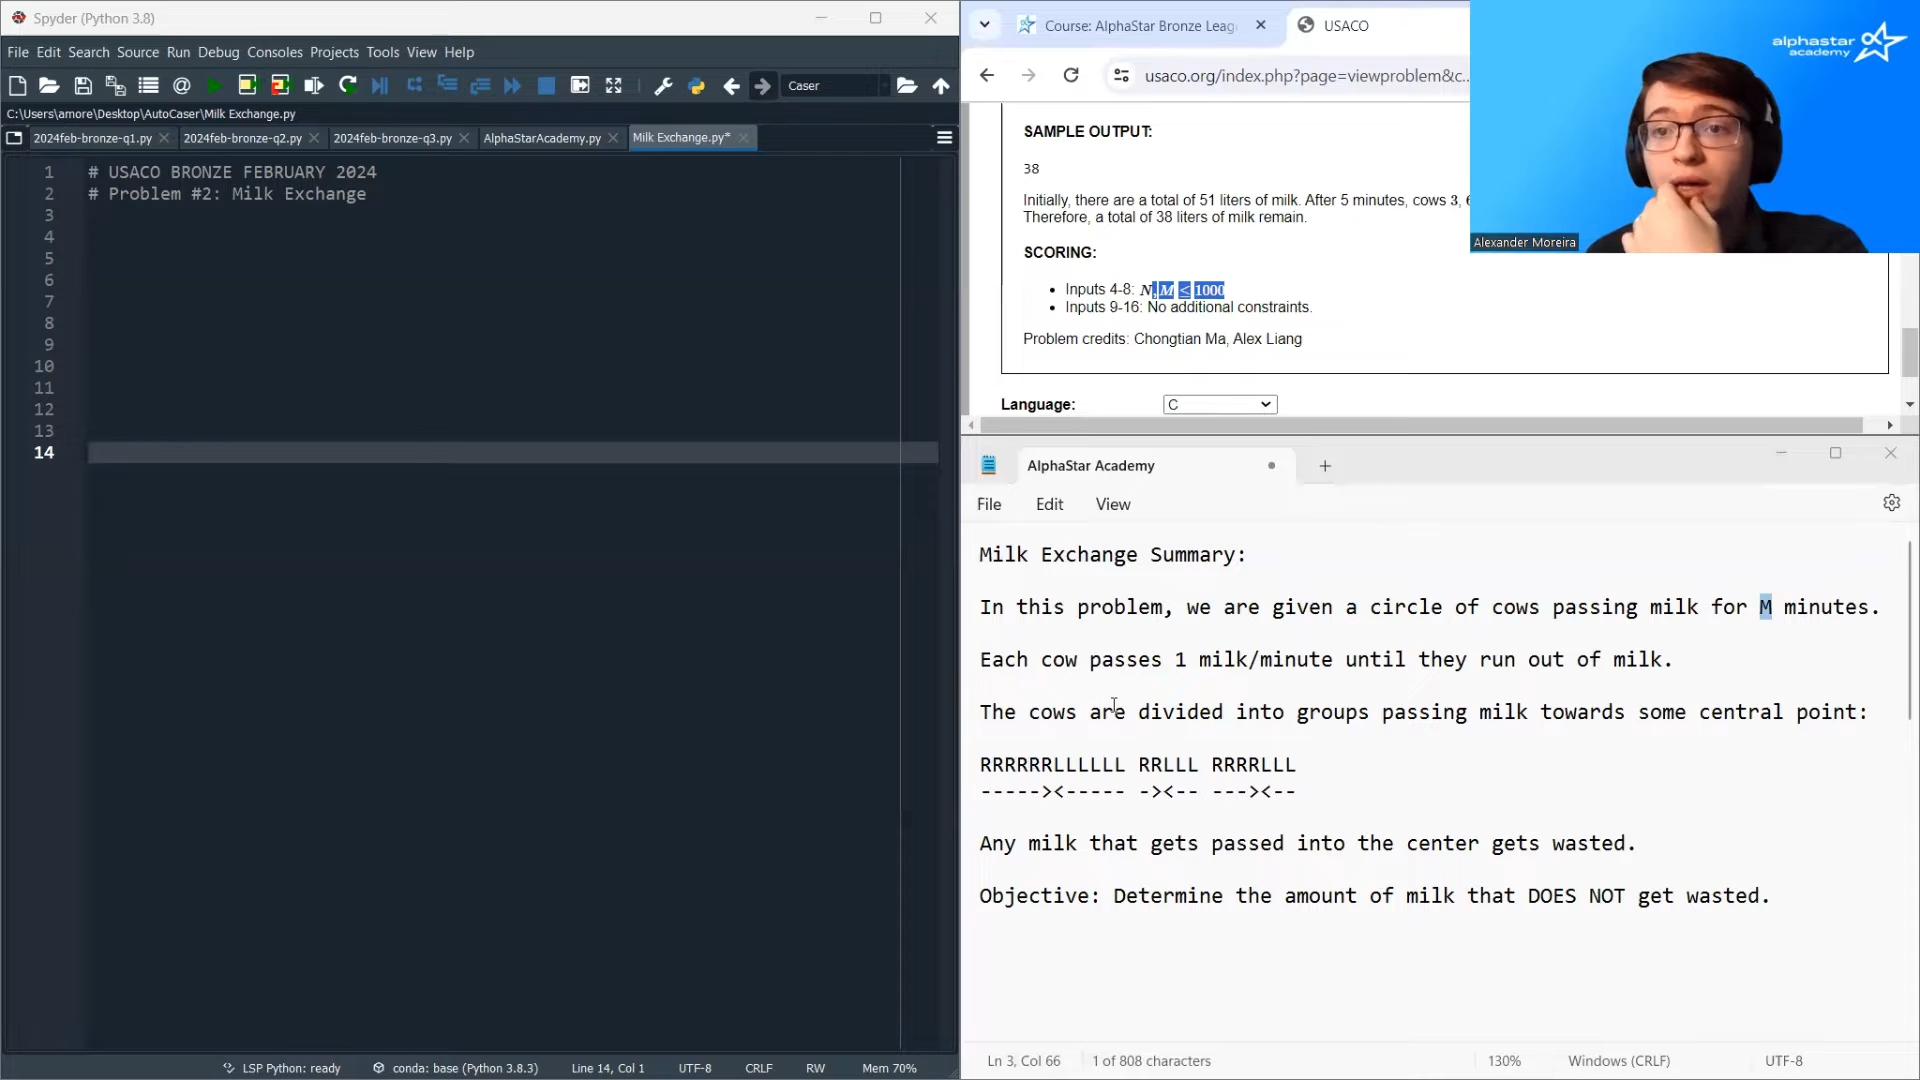 Spyder (Python 3.8)
File Edit Search Source Run Debug Consoles Projects Tools View Help
Caser
C:\Users\amore\Desktop\AutoCaser\Milk Exchange.py
2024feb-bronze-q1.py 2024feb-bronze-q2.py 2024feb-bronze-q3.py AlphaStarAcademy.py Milk Exchange.py*
1 # USACO BRONZE FEBRUARY 2024
2 # Problem #2: Milk Exchange
3
4
5
6
7
8
9
10
11
12
13
14
LSP Python: ready conda: base (Python 3.8.3) Line 14, Col 1 UTF-8 CRLF RW Mem 70%
Course: AlphaStar Bronze Leag USACO
usaco.org/index.php?page=viewproblem&c...
alphastar
academy
Alexander Moreira
SAMPLE OUTPUT:
38
Initially, there are a total of 51 liters of milk. After 5 minutes, cows 3, 6
Therefore, a total of 38 liters of milk remain.
SCORING:
• Inputs 4-8: N, M ≤ 1000
• Inputs 9-16: No additional constraints.
Problem credits: Chongtian Ma, Alex Liang
Language: C
AlphaStar Academy
File Edit View
Milk Exchange Summary:
In this problem, we are given a circle of cows passing milk for M minutes.
Each cow passes 1 milk/minute until they run out of milk.
The cows are divided into groups passing milk towards some central point:
RRRRRRLLLLLL RRLLL RRRRLLL
-----><----- -><-- ---><--
Any milk that gets passed into the center gets wasted.
Objective: Determine the amount of milk that DOES NOT get wasted.
Ln 3, Col 66 1 of 808 characters 130% Windows (CRLF) UTF-8